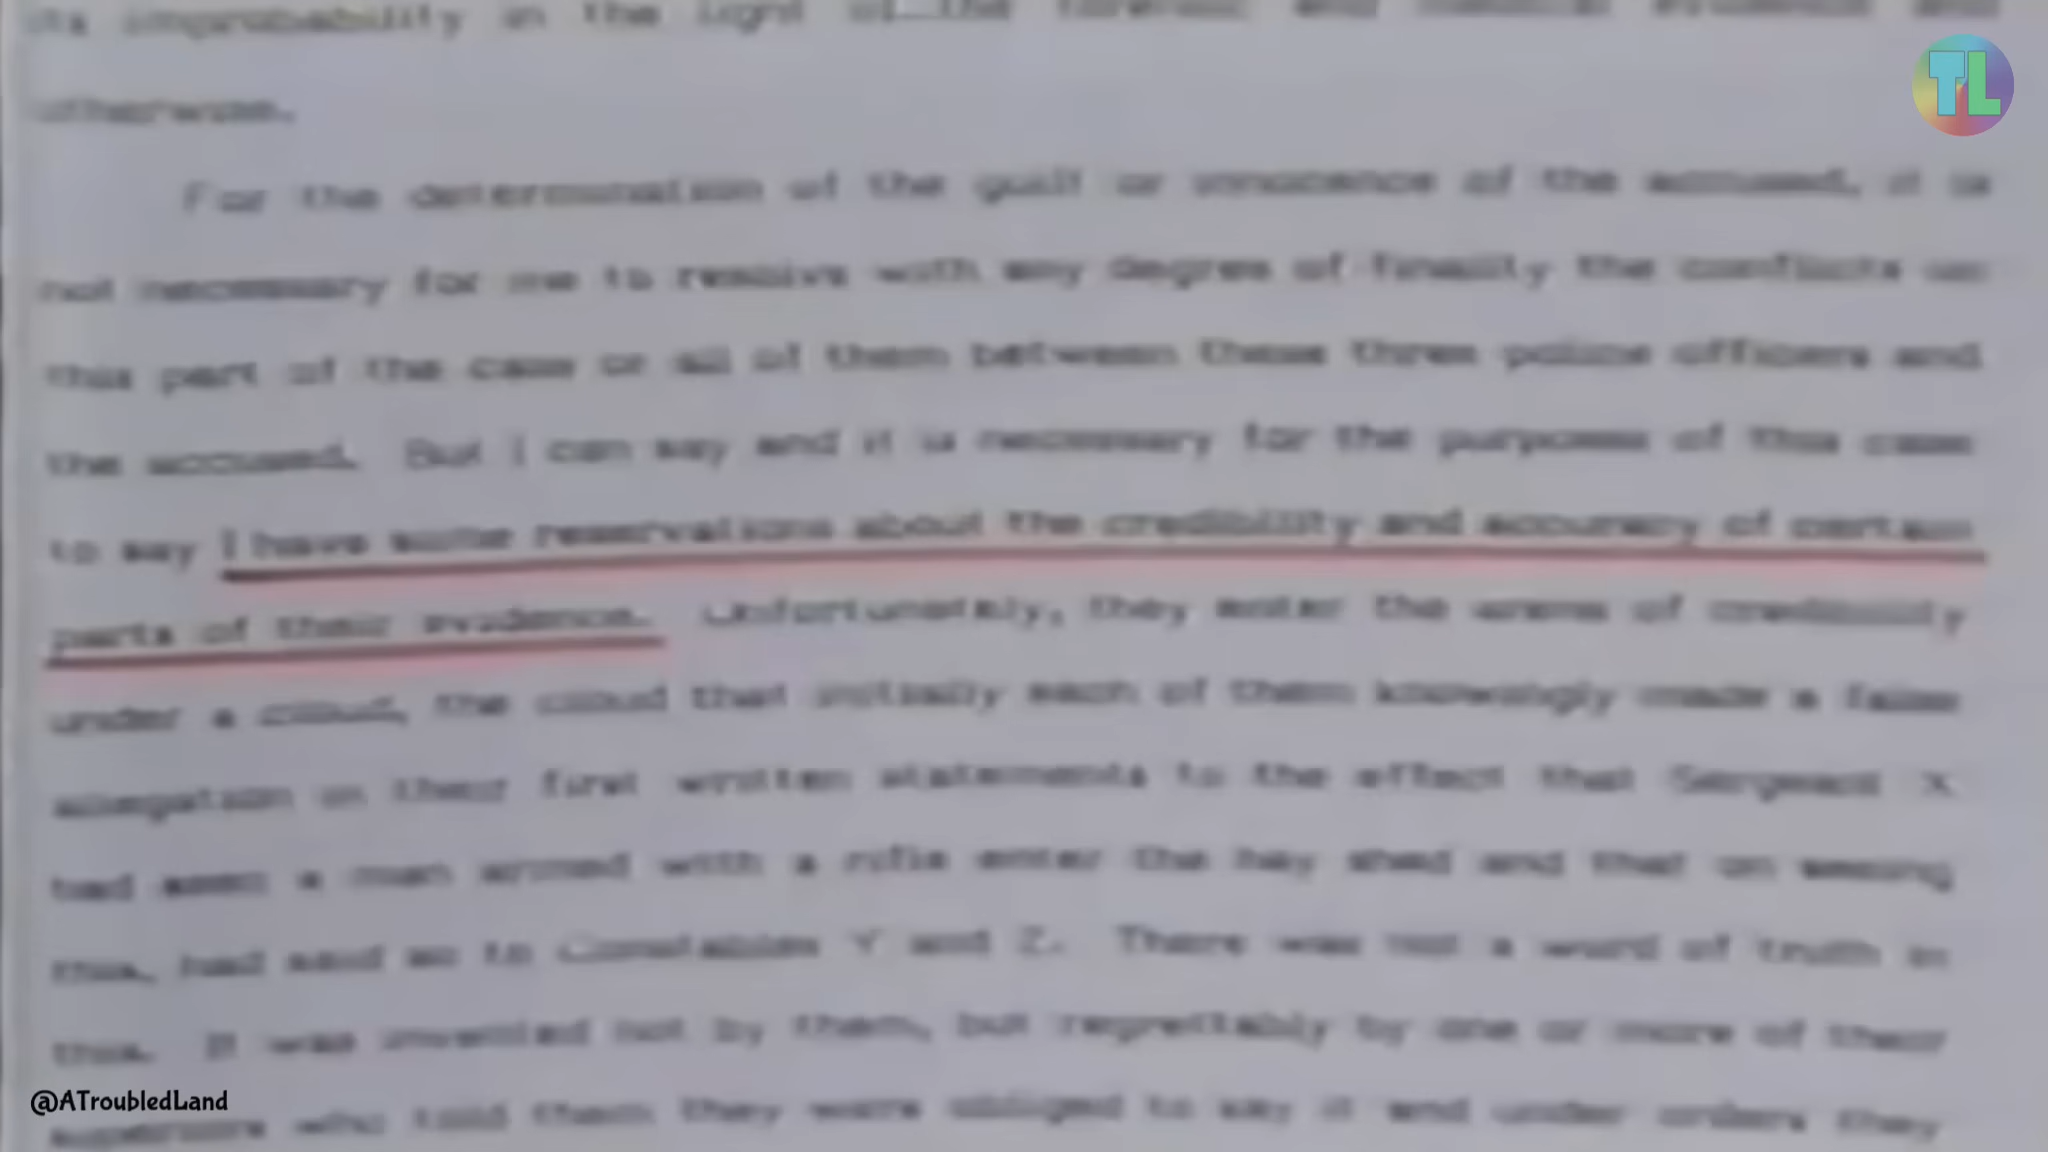 its improbability in the light of the forensic and medical evidence and
otherwise.
TL
For the determination of the guilt or innocence of the accused, it is
not necessary for me to resolve with any degree of finality the conflicts on
this part of the case or all of them between these three police officers and
the accused. But I can say and it is necessary for the purposes of this case
to say I have some reservations about the credibility and accuracy of certain
parts of their evidence. Unfortunately, they enter the arena of credibility
under a cloud, the cloud that initially each of them knowingly made a false
allegation in their first written statements to the effect that Sergeant X
had seen a man armed with a rifle enter the hay shed and that on seeing
this, had said so to Constables Y and Z. There was not a word of truth in
this. It was invented not by them, but regrettably by one or more of their
superiors who told them they were obliged to say it and under orders they
@ATroubledLand